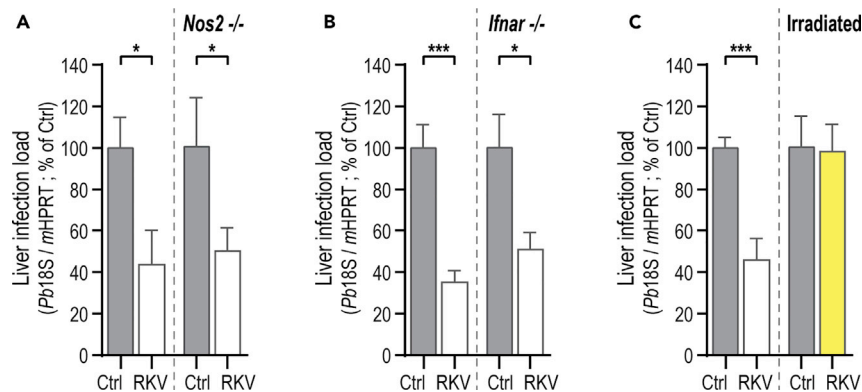 A
Nos2 -/-
*
*
Liver infection load
(Pb18S / mHPRT ; % of Ctrl)
140
120
100
80
60
40
20
0
Ctrl RKV Ctrl RKV
B
Ifnar -/-
***
*
Liver infection load
(Pb18S / mHPRT ; % of Ctrl)
140
120
100
80
60
40
20
0
Ctrl RKV Ctrl RKV
C
Irradiated
***
Liver infection load
(Pb18S / mHPRT ; % of Ctrl)
140
120
100
80
60
40
20
0
Ctrl RKV Ctrl RKV